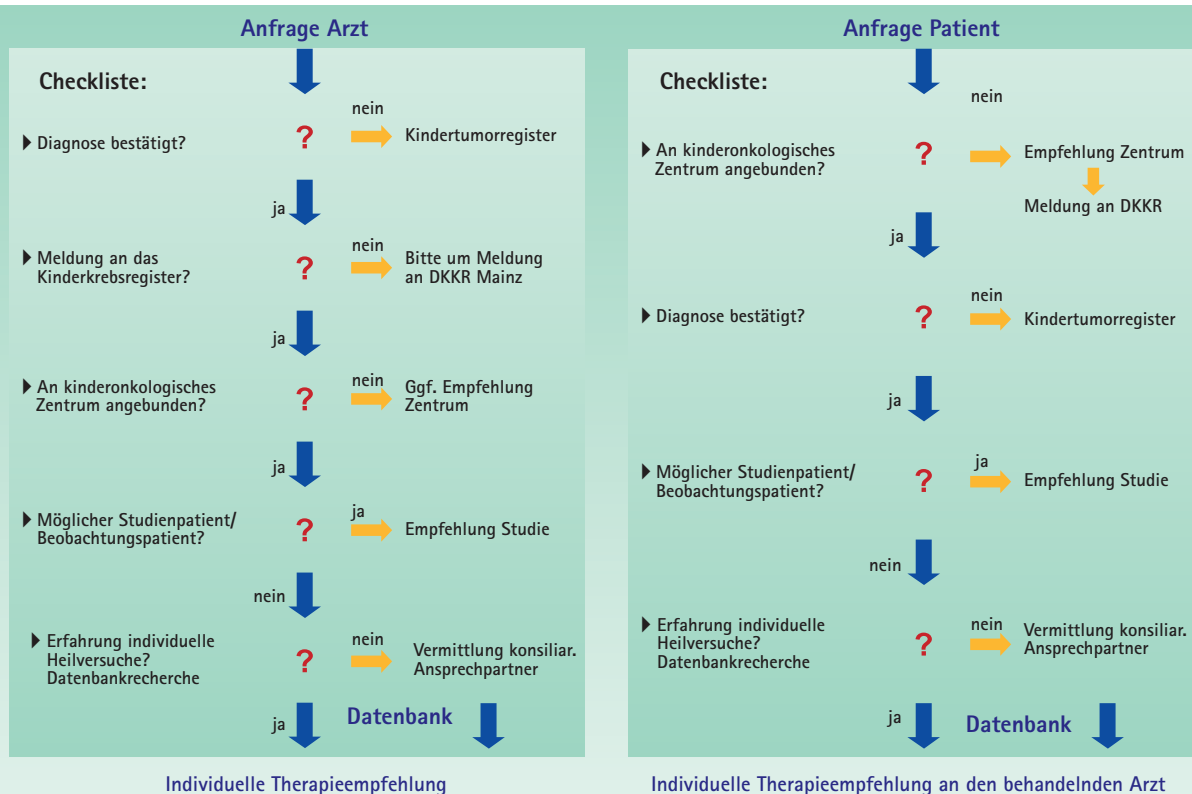 Anfrage Arzt
Checkliste:
nein
▶ Diagnose bestätigt?
?
Kindertumorregister
ja
▶ Meldung an das
Kinderkrebsregister?
?
nein
Bitte um Meldung
an DKKR Mainz
ja
▶ An kinderonkologisches
Zentrum angebunden?
?
nein
Ggf. Empfehlung
Zentrum
ja
▶ Möglicher Studienpatient/
Beobachtungspatient?
?
ja
Empfehlung Studie
nein
▶ Erfahrung individuelle
Heilversuche?
Datenbankrecherche
?
nein
Vermittlung konsiliar.
Ansprechpartner
ja
Datenbank
Individuelle Therapieempfehlung
Anfrage Patient
Checkliste:
nein
▶ An kinderonkologisches
Zentrum angebunden?
?
Empfehlung Zentrum
Meldung an DKKR
ja
▶ Diagnose bestätigt?
?
nein
Kindertumorregister
ja
▶ Möglicher Studienpatient/
Beobachtungspatient?
?
ja
Empfehlung Studie
nein
▶ Erfahrung individuelle
Heilversuche?
Datenbankrecherche
?
nein
Vermittlung konsiliar.
Ansprechpartner
ja
Datenbank
Individuelle Therapieempfehlung an den behandelnden Arzt